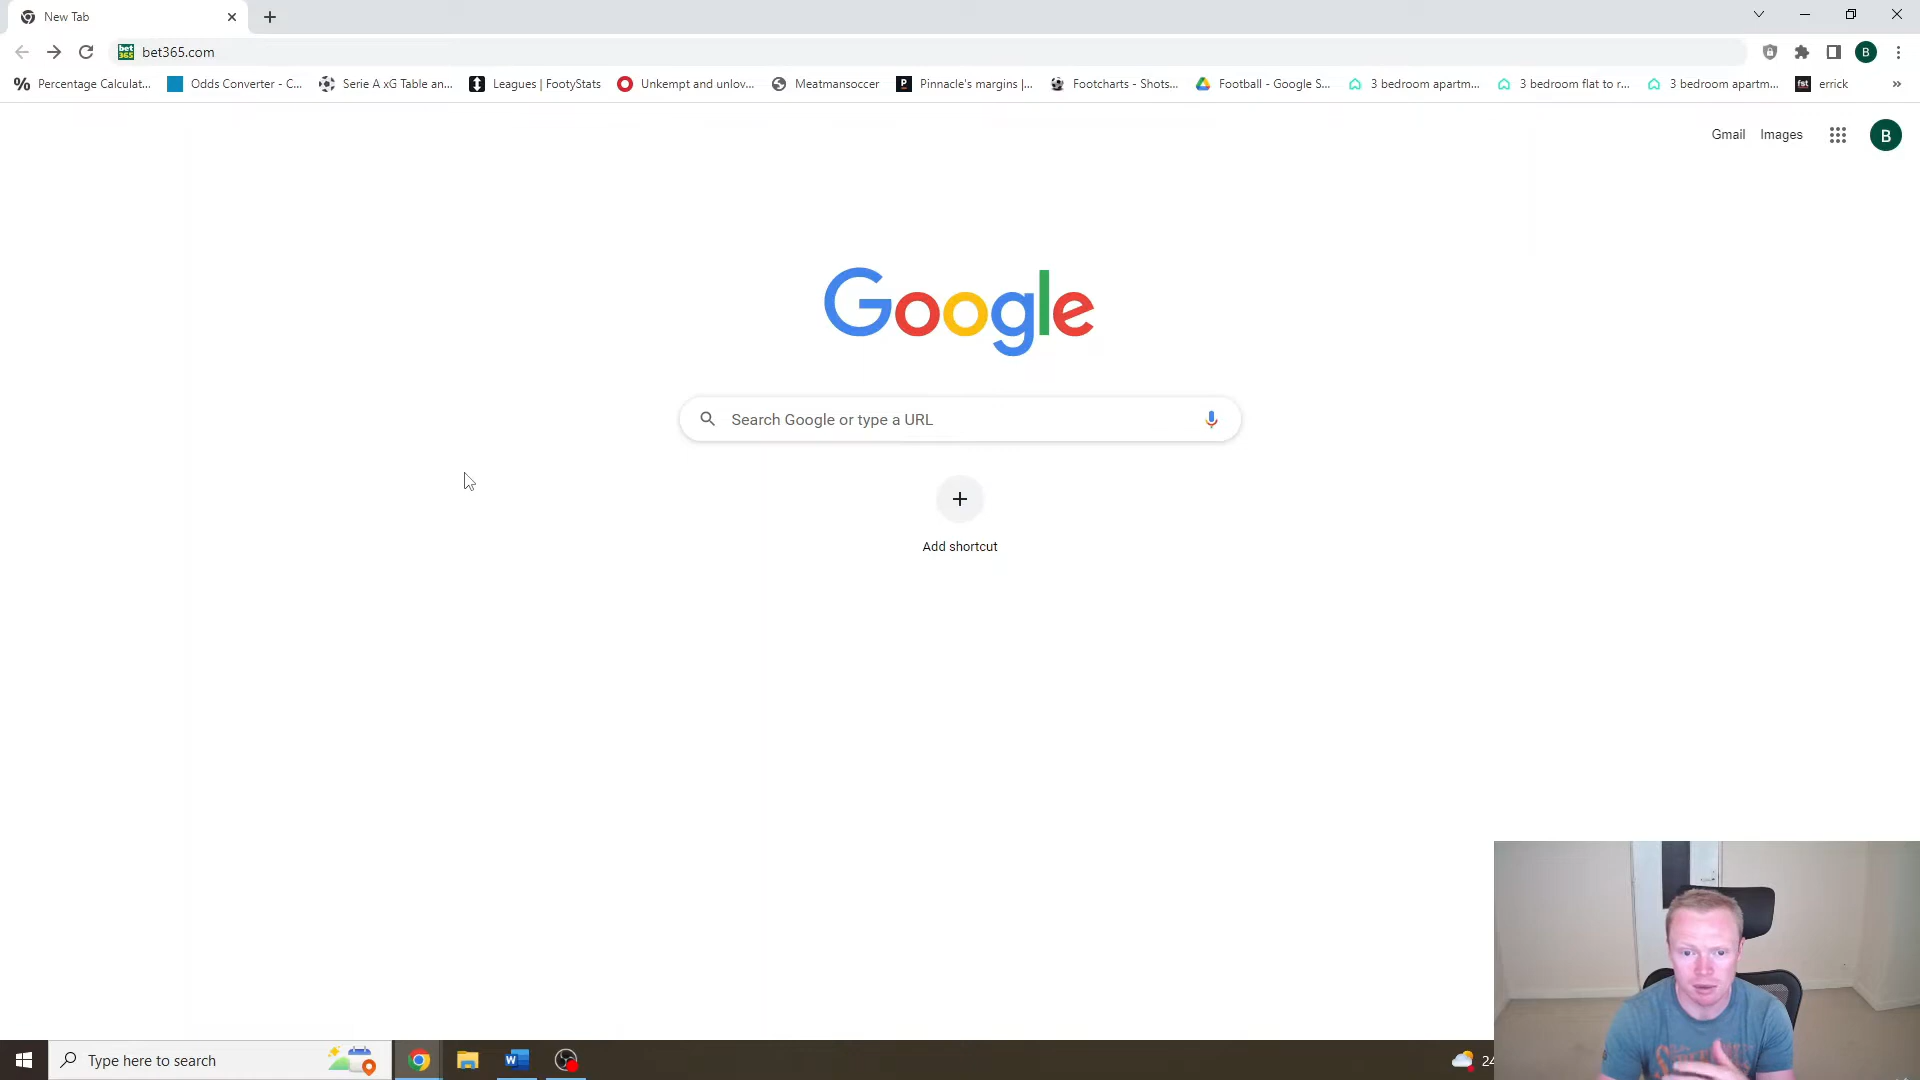 New Tab
bet365.com
Percentage Calculat...
Odds Converter - C...
Serie A xG Table an...
Leagues | FootyStats
Unkempt and unlov...
Meatmansoccer
Pinnacle's margins |...
Footcharts - Shots...
Football - Google S...
3 bedroom apartm...
3 bedroom flat to r...
3 bedroom apartm...
errick
Gmail
Images
B
B
Google
Search Google or type a URL
Add shortcut
Type here to search
24